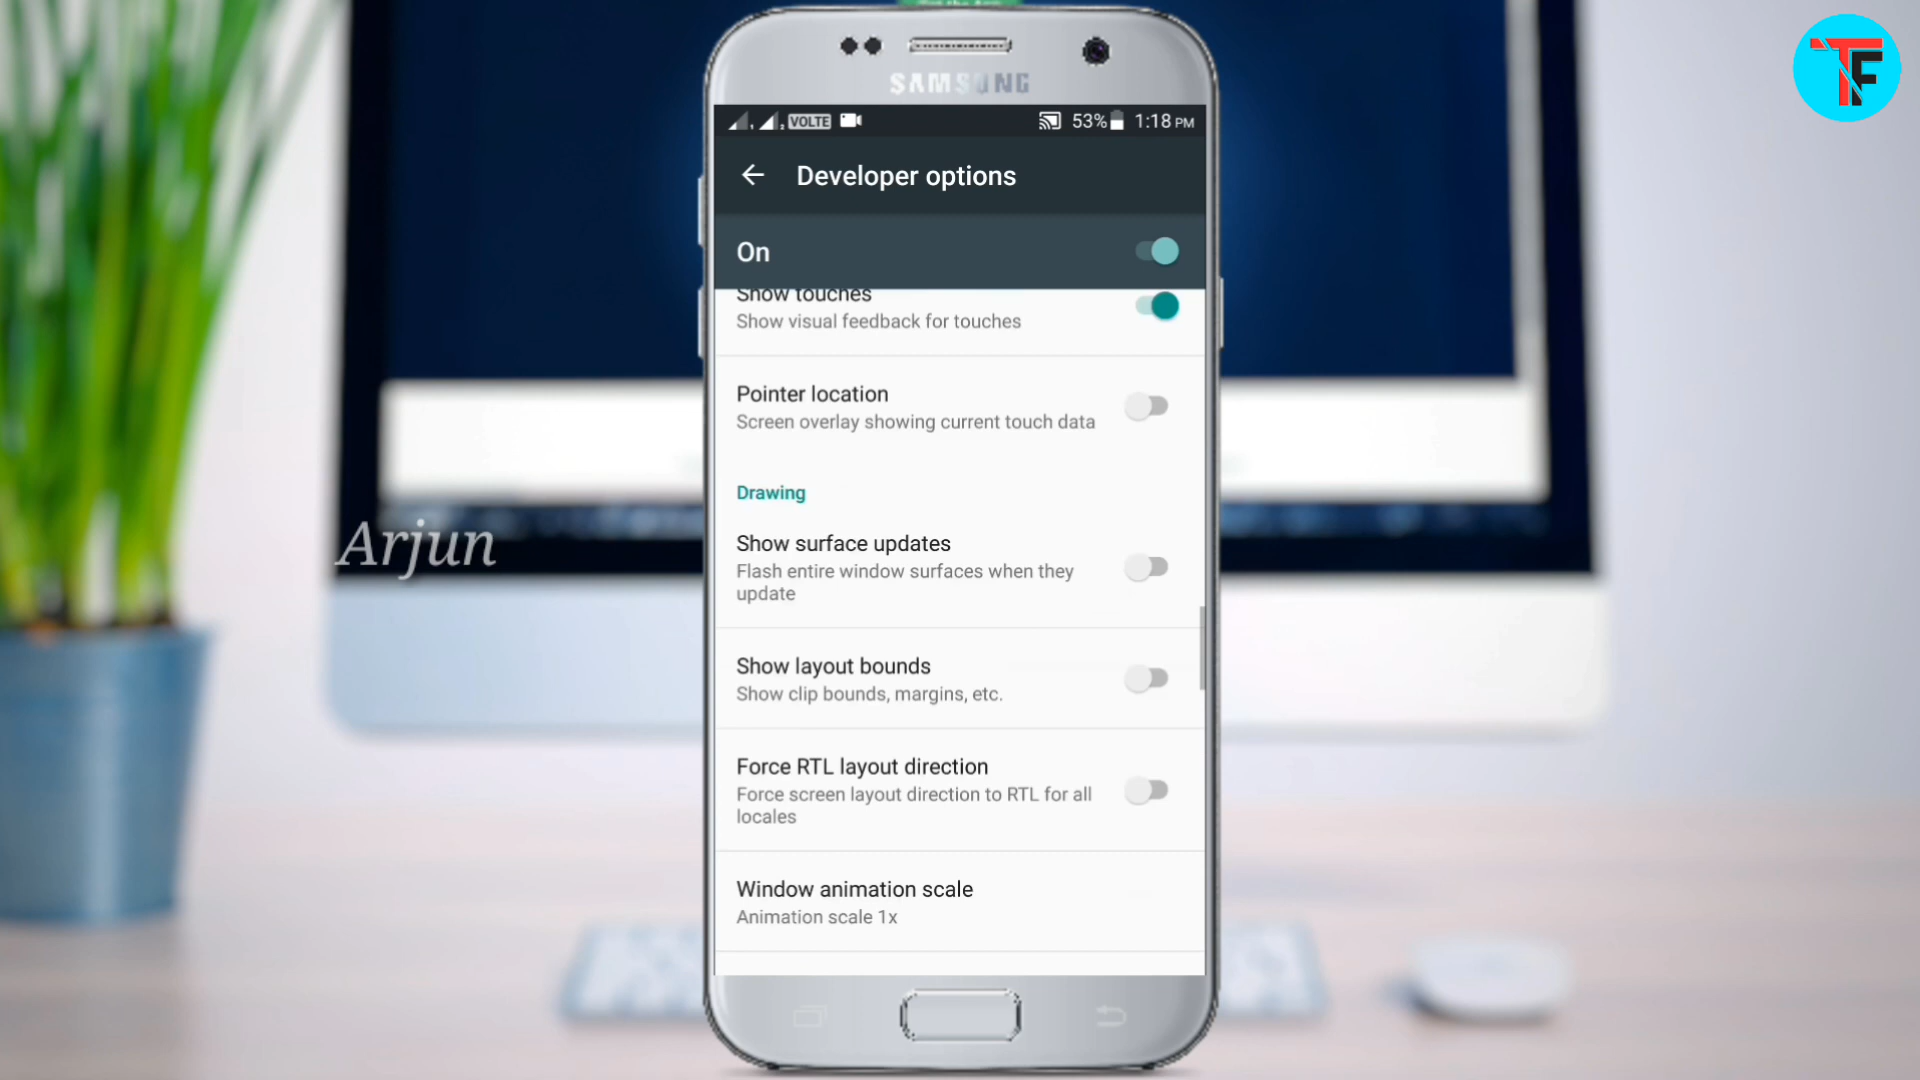 TF
SAMSUNG
VOLTE 53% 1:18 PM
Developer options
On
Show touches
Show visual feedback for touches
Pointer location
Screen overlay showing current touch data
Drawing
Show surface updates
Flash entire window surfaces when they
update
Show layout bounds
Show clip bounds, margins, etc.
Force RTL layout direction
Force screen layout direction to RTL for all
locales
Window animation scale
Animation scale 1x
Arjun